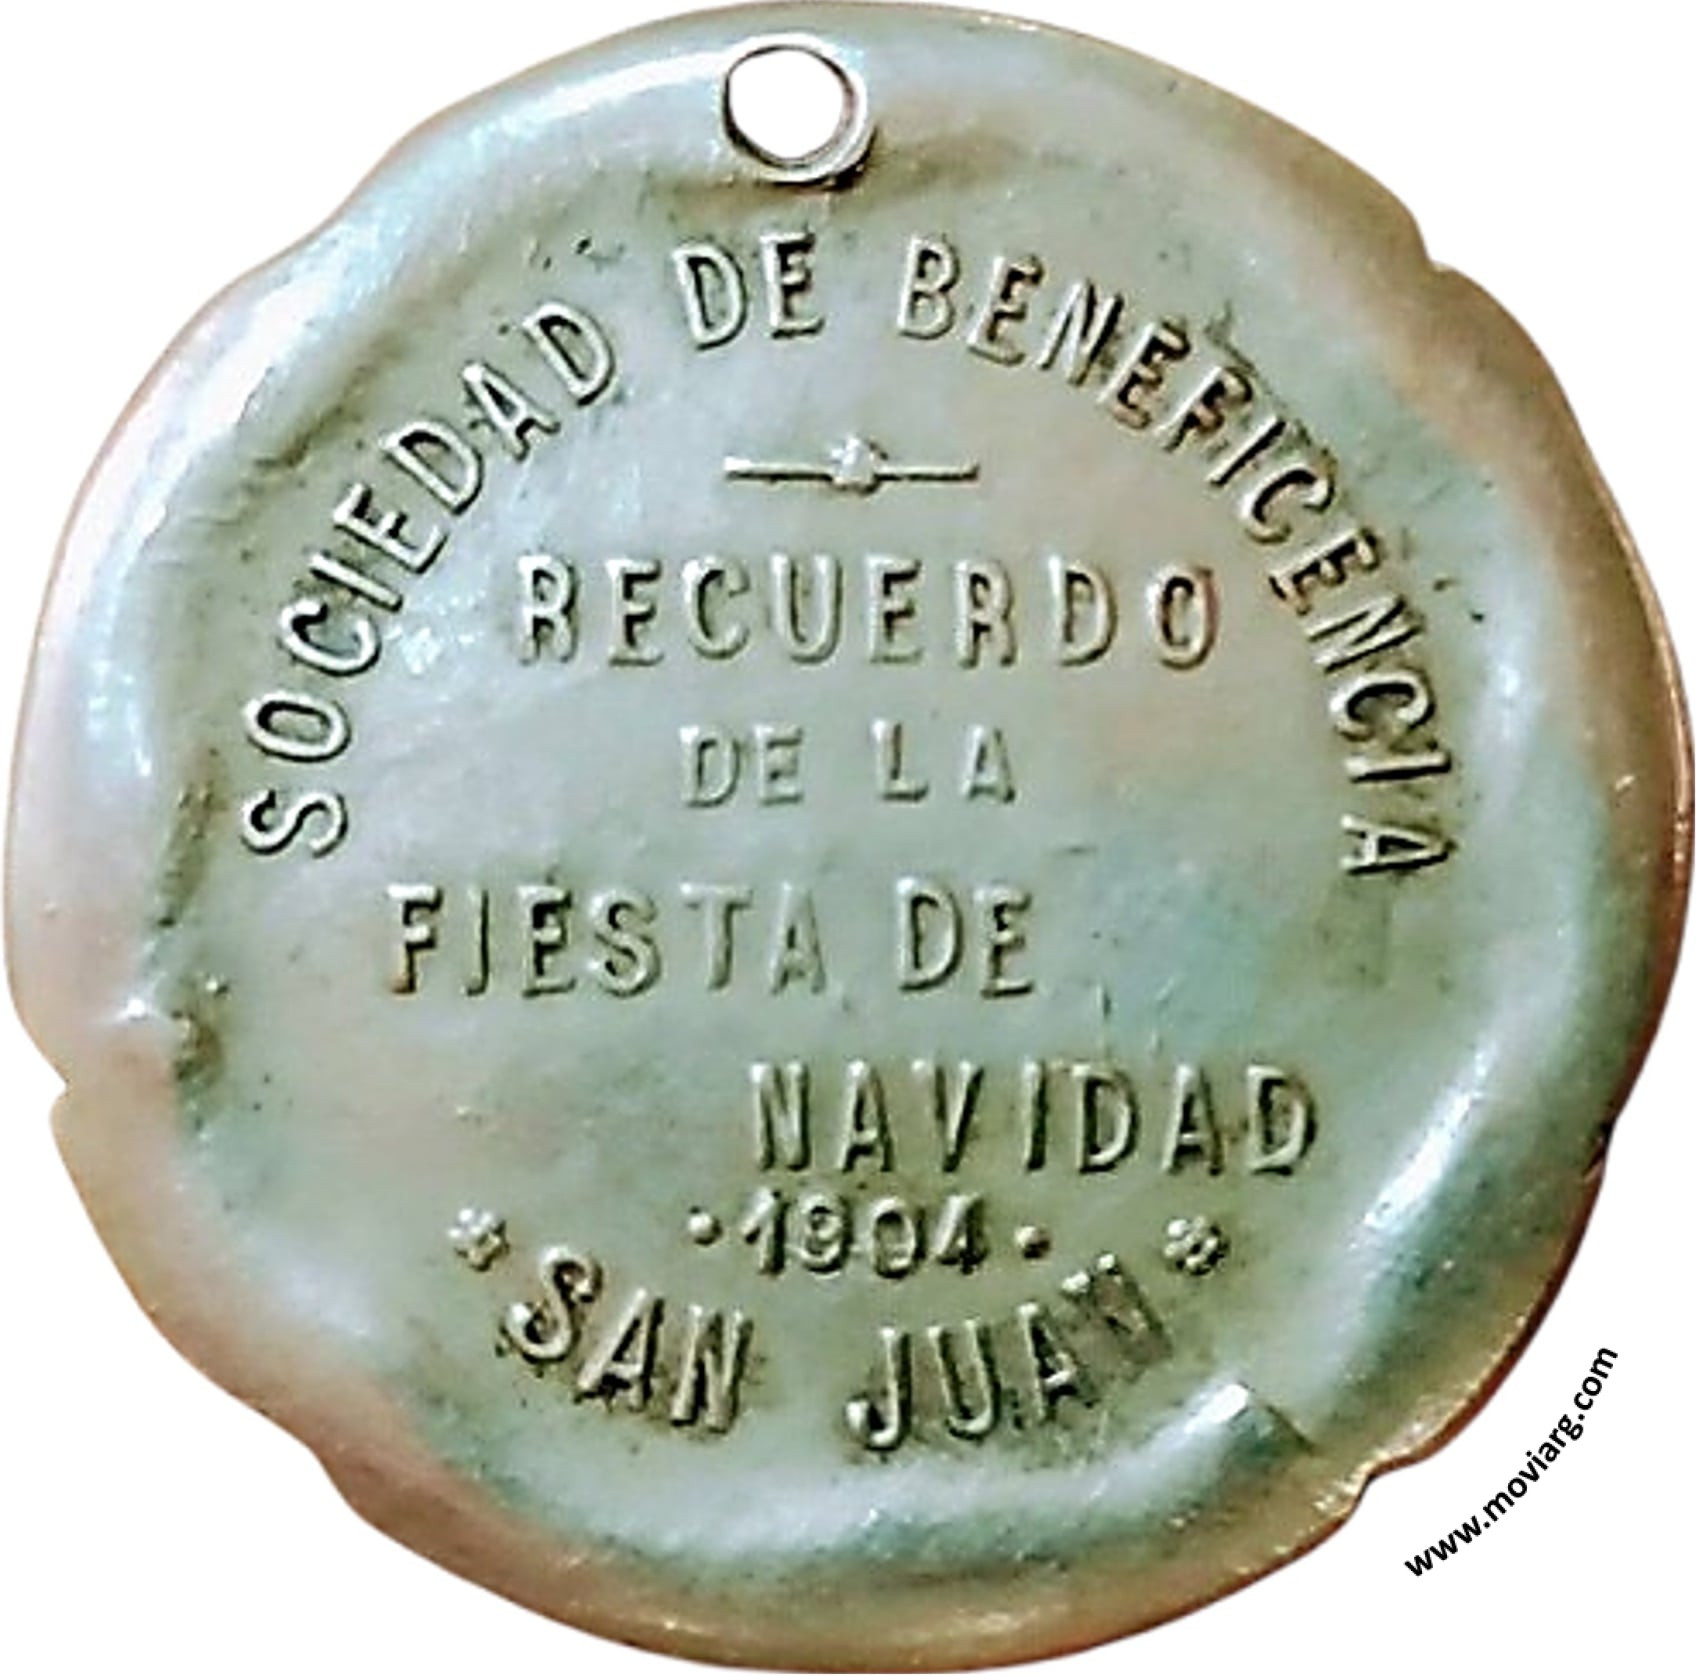 SOCIEDAD DE BENEFICENCIA
RECUERDO
DE LA
FIESTA DE
NAVIDAD
·1904·
* SAN JUAN *
www.moviarg.com